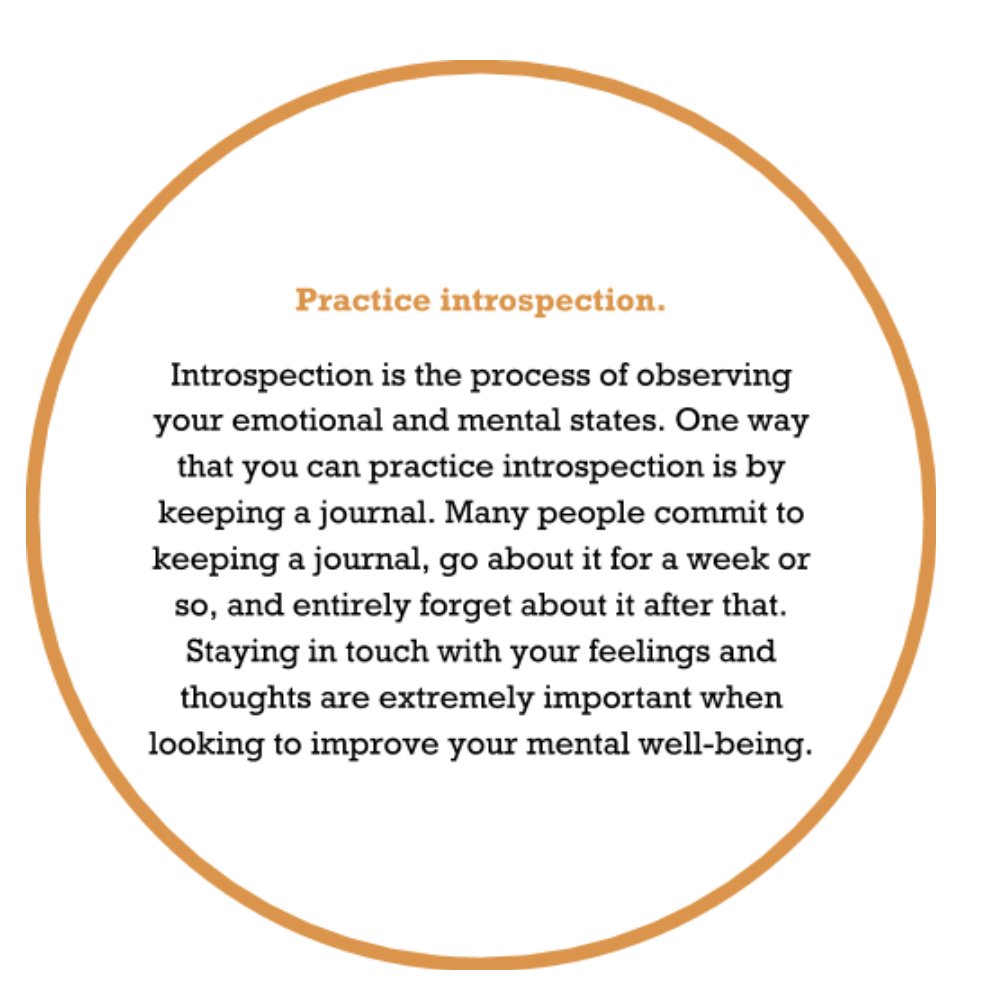 Practice introspection.
Introspection is the process of observing
your emotional and mental states. One way
that you can practice introspection is by
keeping a journal. Many people commit to
keeping a journal, go about it for a week or
so, and entirely forget about it after that.
Staying in touch with your feelings and
thoughts are extremely important when
looking to improve your mental well-being.